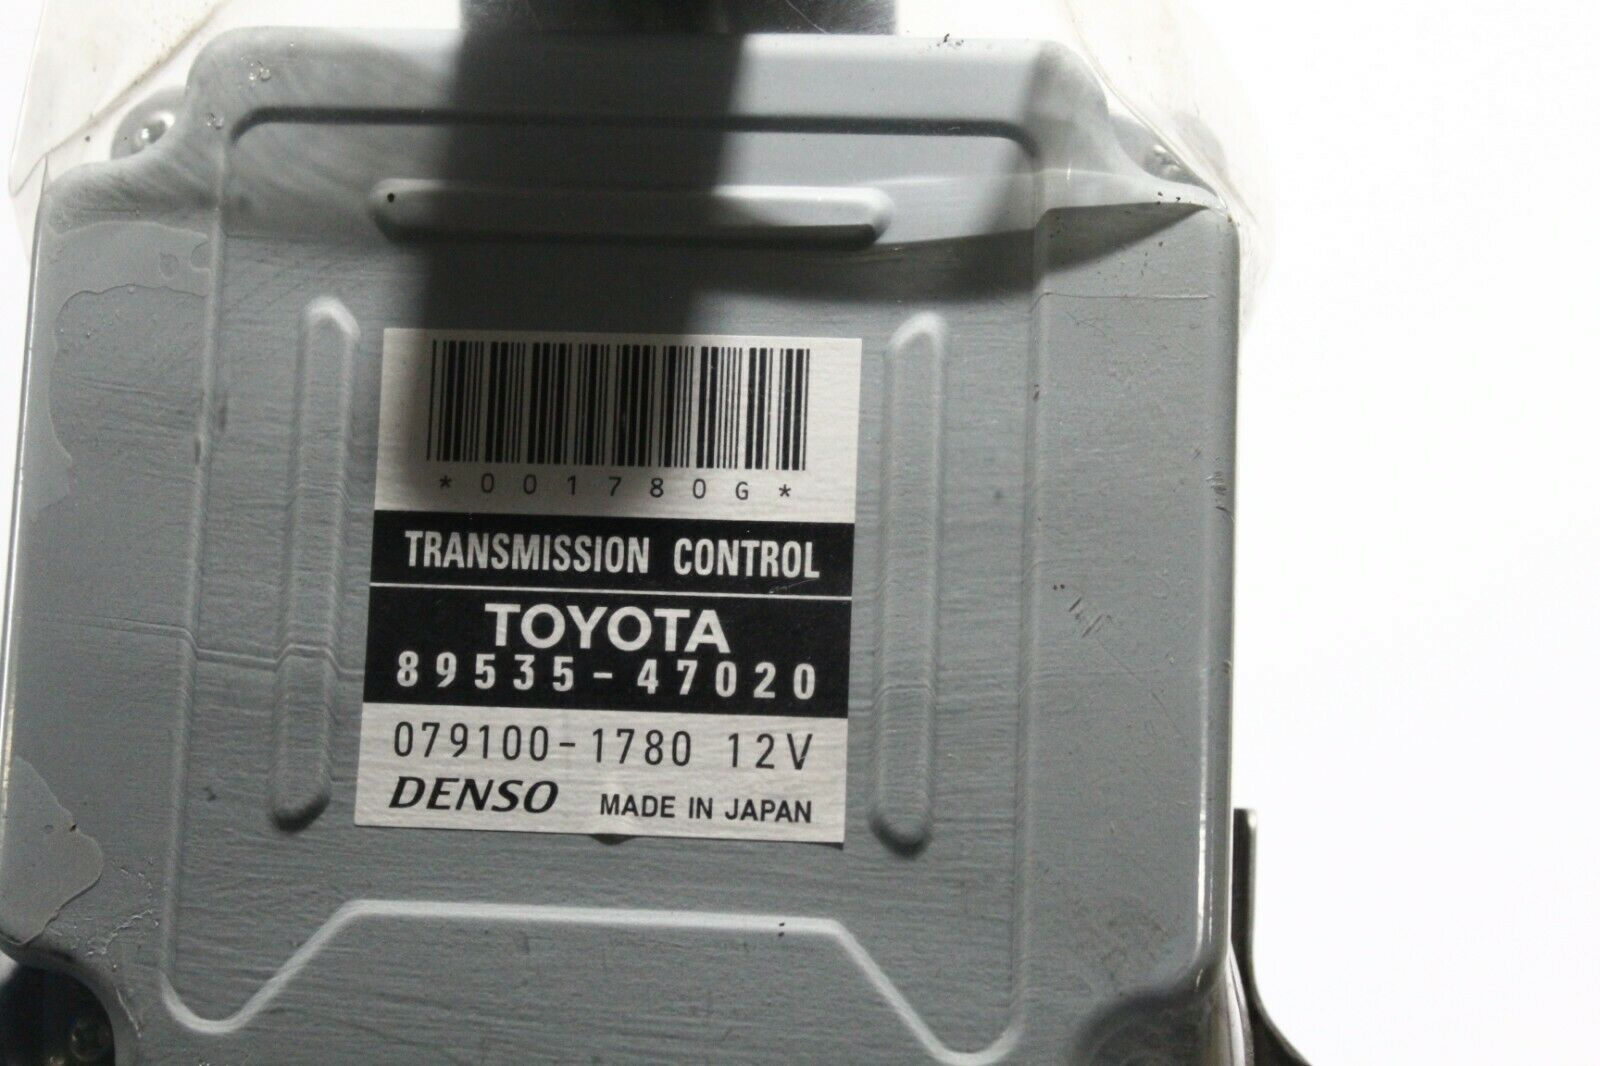 *001780G*
TRANSMISSION CONTROL
TOYOTA
89535-47020
079100-1780 12V
DENSO MADE IN JAPAN